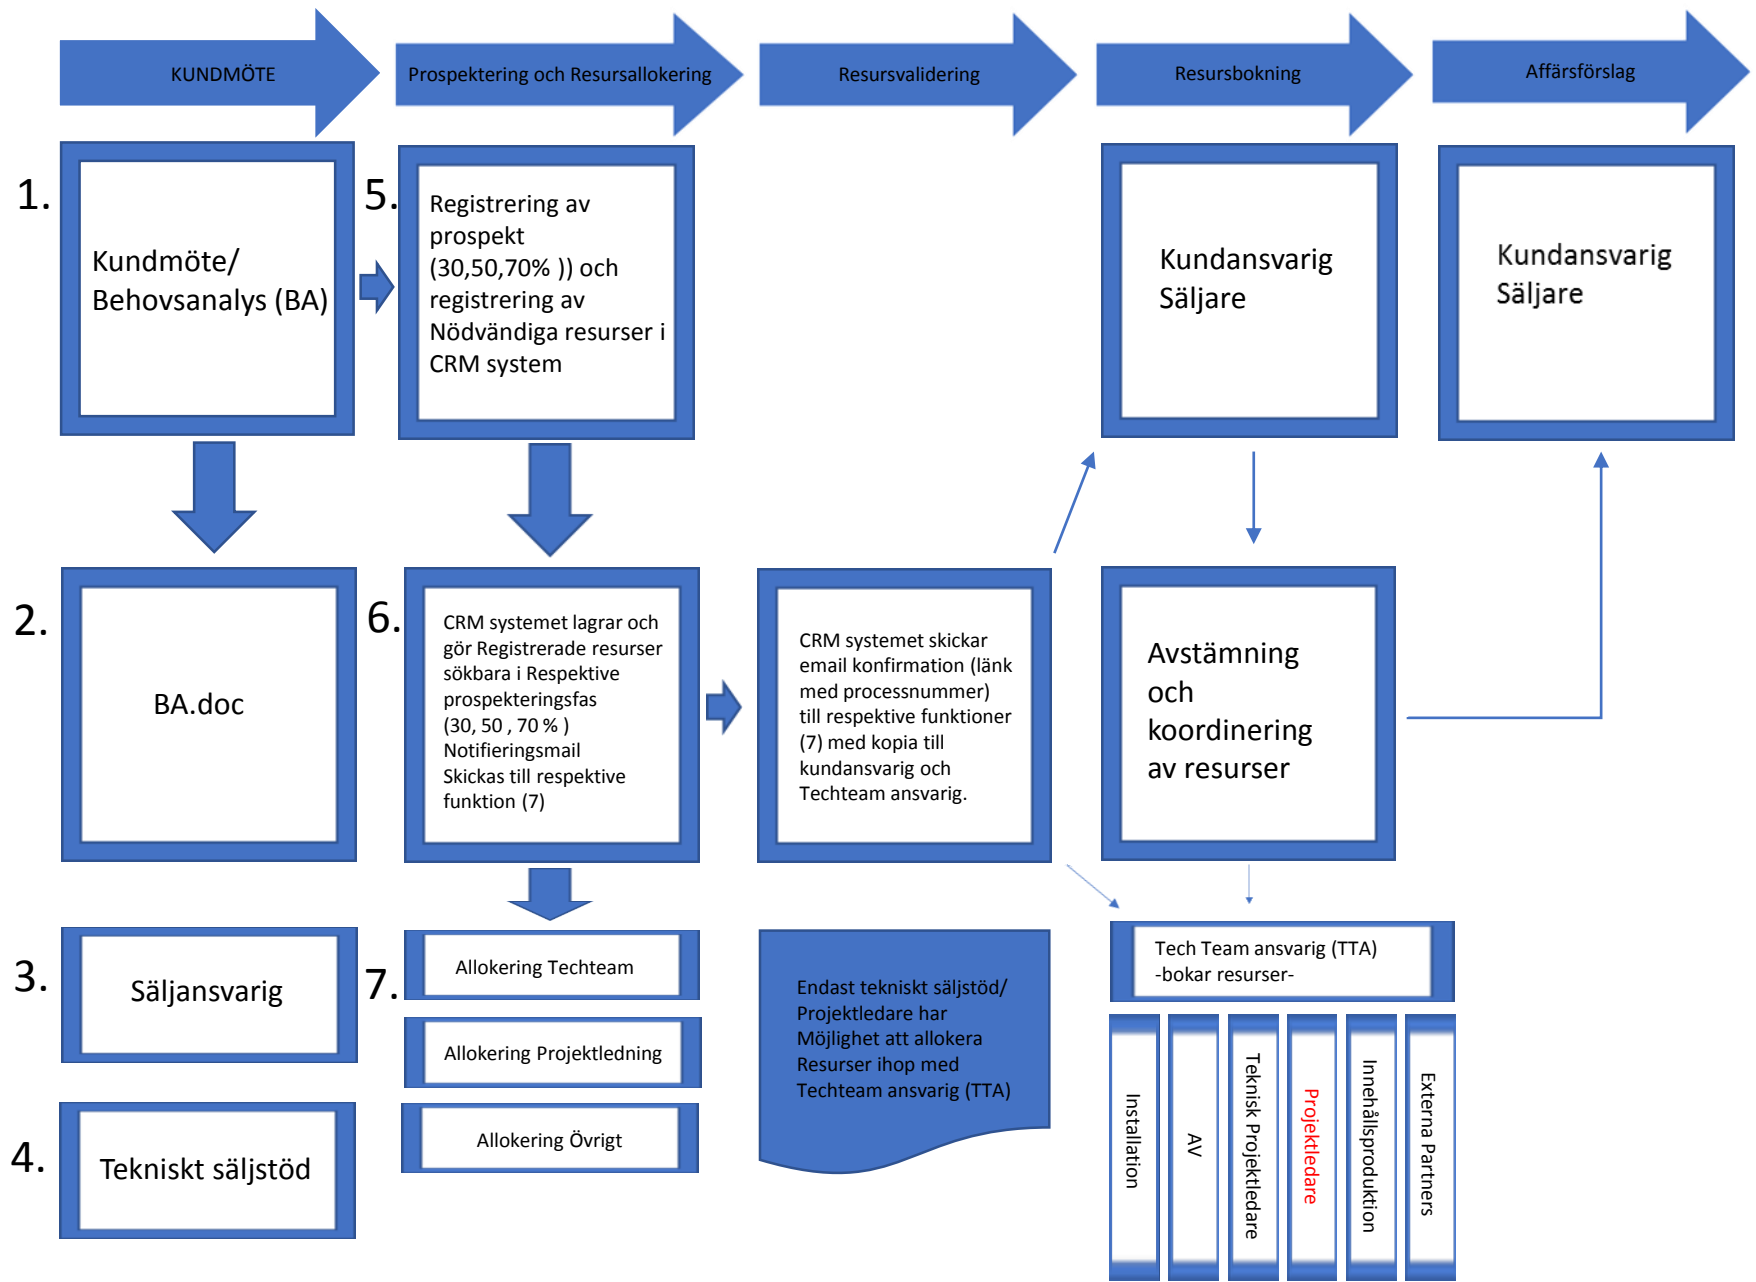 KUNDMÖTE
Prospektering och Resursallokering
Resursvalidering
Resursbokning
Affärsförslag
1.
Kundmöte/
Behovsanalys (BA)
5.
Registrering av
prospekt
(30,50,70% )) och
registrering av
Nödvändiga resurser i
CRM system
Kundansvarig
Säljare
Kundansvarig
Säljare
2.
BA.doc
6.
CRM systemet lagrar och
gör Registrerade resurser
sökbara i Respektive
prospekteringsfas
(30, 50 , 70 % )
Notifieringsmail
Skickas till respektive
funktion (7)
CRM systemet skickar
email konfirmation (länk
med processnummer)
till respektive funktioner
(7) med kopia till
kundansvarig och
Techteam ansvarig.
Avstämning
och
koordinering
av resurser
3.
Säljansvarig
4.
Tekniskt säljstöd
7.
Allokering Techteam
Allokering Projektledning
Allokering Övrigt
Endast tekniskt säljstöd/
Projektledare har
Möjlighet att allokera
Resurser ihop med
Techteam ansvarig (TTA)
Tech Team ansvarig (TTA)
-bokar resurser-
Installation
AV
Teknisk Projektledare
Projektledare
Innehållsproduktion
Externa Partners